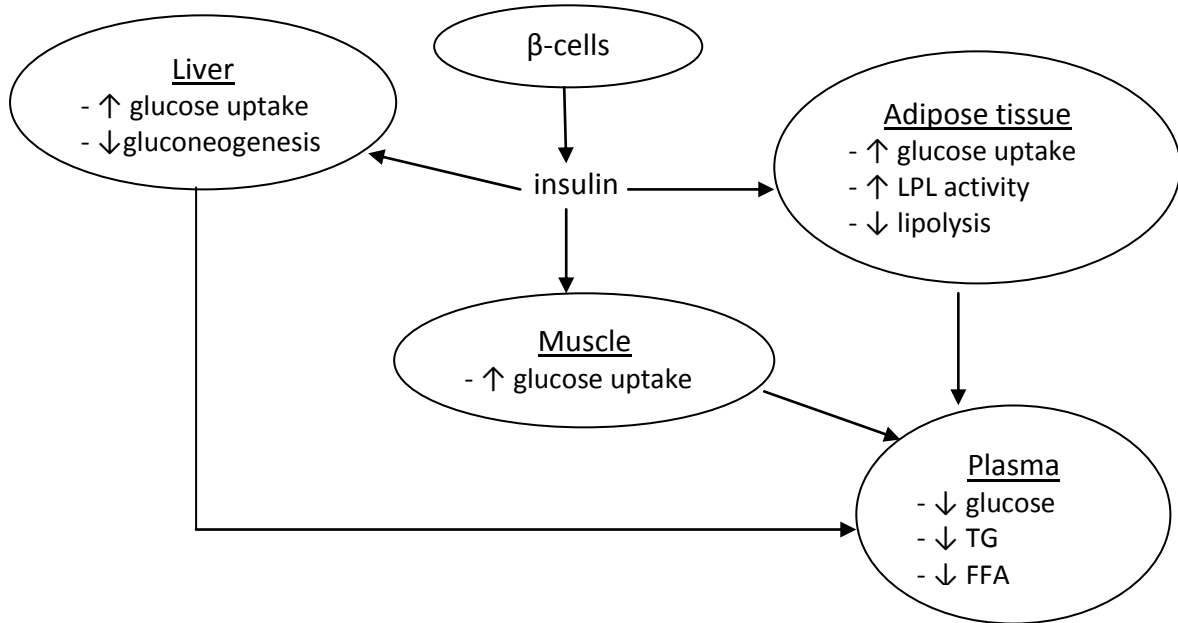 β-cells
Liver
- ↑ glucose uptake
- ↓gluconeogenesis
insulin
Adipose tissue
- ↑ glucose uptake
- ↑ LPL activity
- ↓ lipolysis
Muscle
- ↑ glucose uptake
Plasma
- ↓ glucose
- ↓ TG
- ↓ FFA